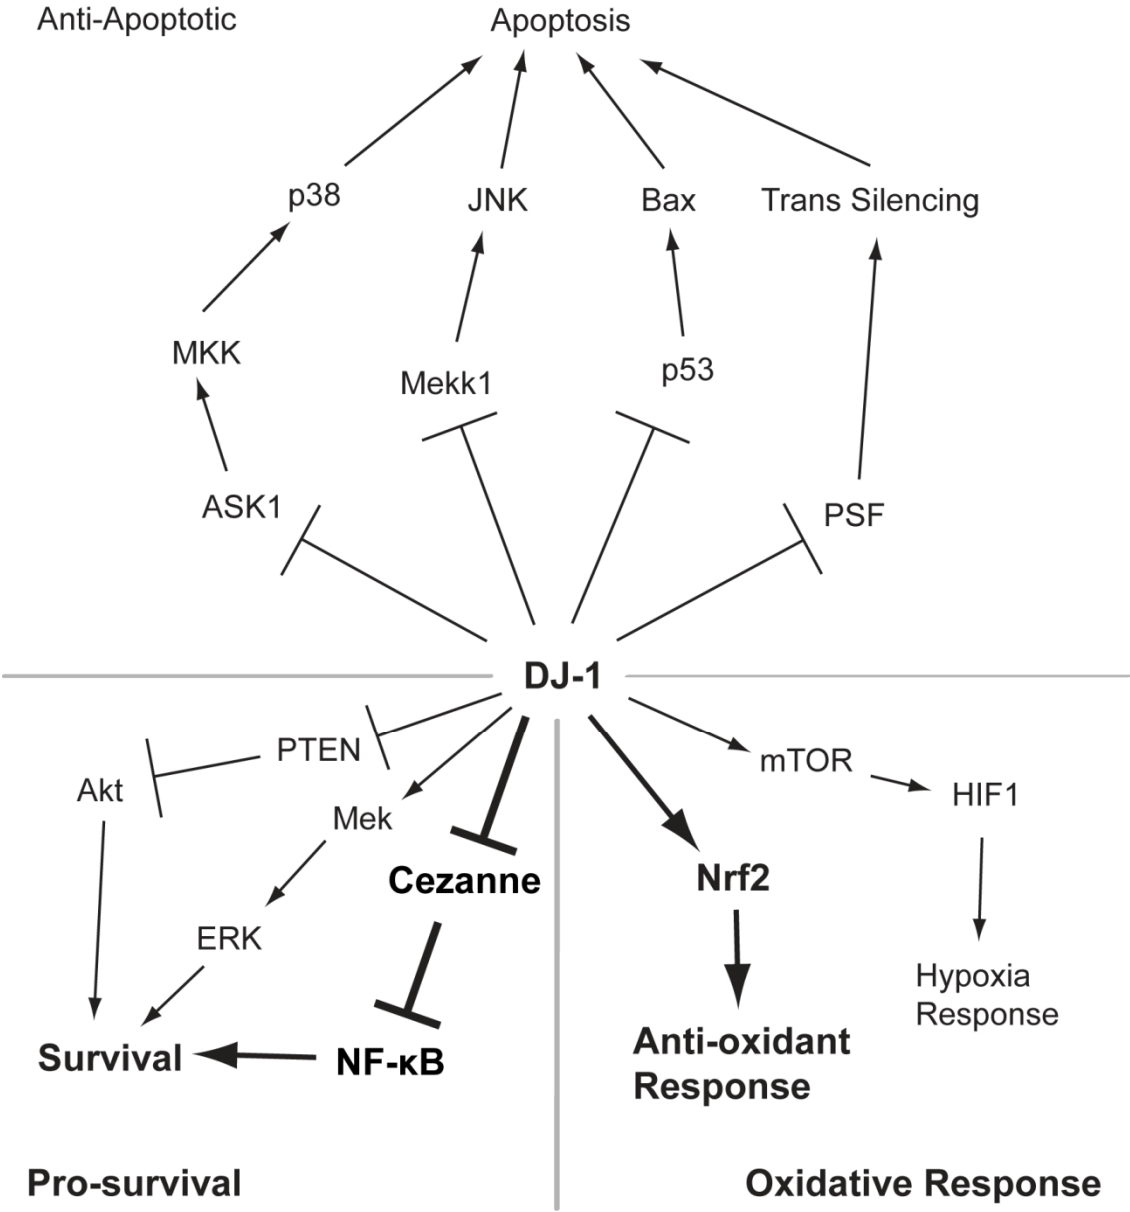 Anti-Apoptotic
Apoptosis
p38
JNK
Bax
Trans Silencing
MKK
Mekk1
p53
ASK1
PSF
DJ-1
PTEN
Akt
Mek
Cezanne
ERK
Survival
NF-κB
mTOR
HIF1
Nrf2
Hypoxia
Response
Anti-oxidant
Response
Pro-survival
Oxidative Response